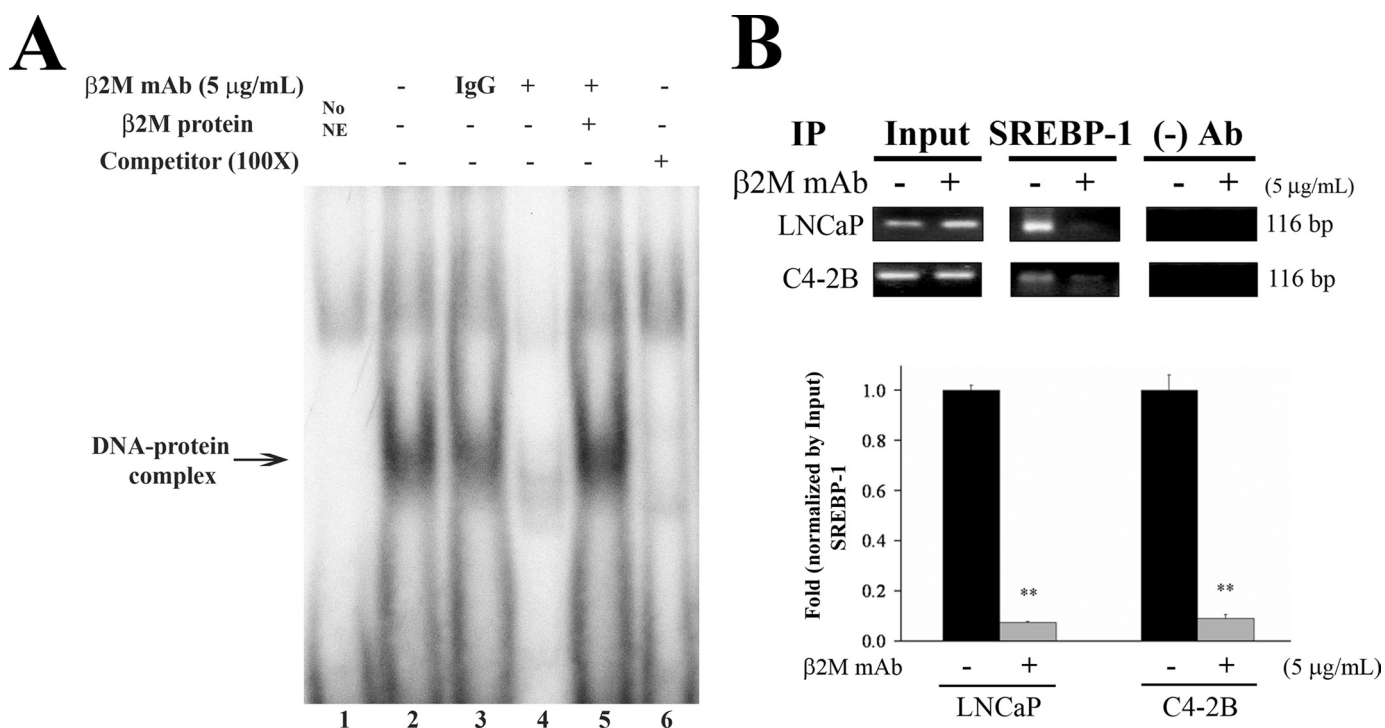 A
β2M mAb (5 μg/mL) - IgG + + -
No
NE
β2M protein - - - + -
Competitor (100X) - - - - +
DNA-protein
complex
1 2 3 4 5 6
B
IP Input SREBP-1 (-) Ab
β2M mAb - + - + - + (5 μg/mL)
LNCaP 116 bp
C4-2B 116 bp
Fold (normalized by Input)
SREBP-1
1.0
0.8
0.6
0.4
0.2
0.0
** **
β2M mAb - + - + (5 μg/mL)
LNCaP C4-2B